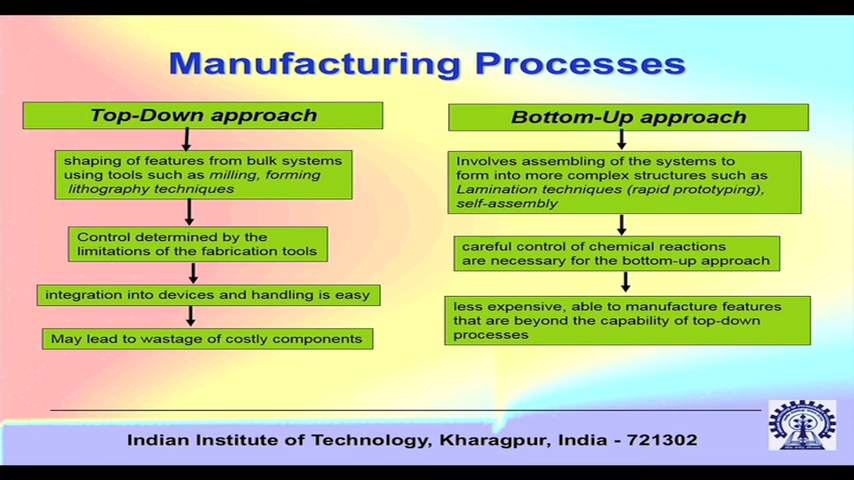 Manufacturing Processes
Top-Down approach
shaping of features from bulk systems
using tools such as milling, forming
lithography techniques
Control determined by the
limitations of the fabrication tools
integration into devices and handling is easy
May lead to wastage of costly components
Bottom-Up approach
Involves assembling of the systems to
form into more complex structures such as
Lamination techniques (rapid prototyping),
self-assembly
careful control of chemical reactions
are necessary for the bottom-up approach
less expensive, able to manufacture features
that are beyond the capability of top-down
processes
Indian Institute of Technology, Kharagpur, India - 721302